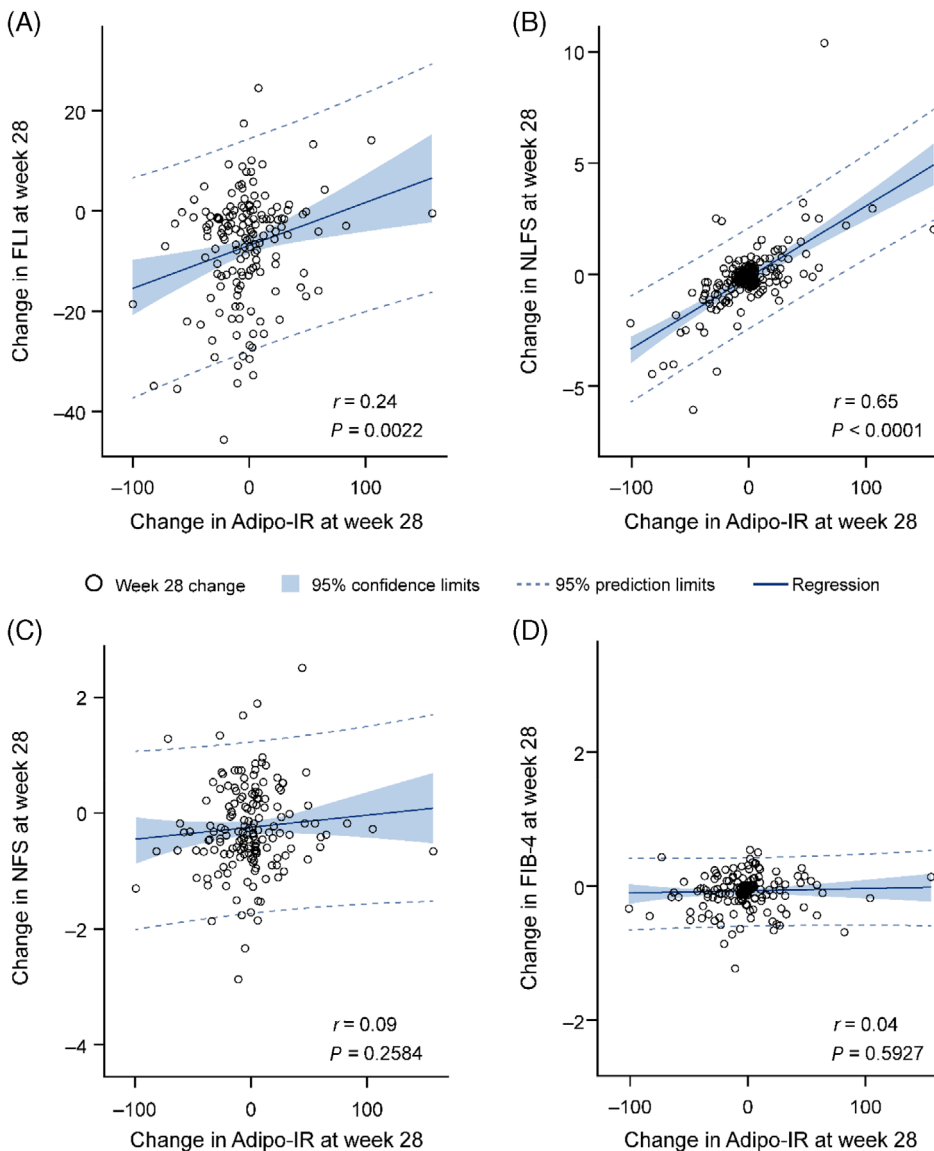 (A)
Change in FLI at week 28
20
0
−20
−40
r = 0.24
P = 0.0022
−100
0
100
Change in Adipo-IR at week 28
(B)
Change in NLFS at week 28
10
5
0
−5
r = 0.65
P < 0.0001
−100
0
100
Change in Adipo-IR at week 28
Week 28 change
95% confidence limits
95% prediction limits
Regression
(C)
Change in NFS at week 28
2
0
−2
−4
r = 0.09
P = 0.2584
−100
0
100
Change in Adipo-IR at week 28
(D)
Change in FIB-4 at week 28
2
0
−2
r = 0.04
P = 0.5927
−100
0
100
Change in Adipo-IR at week 28